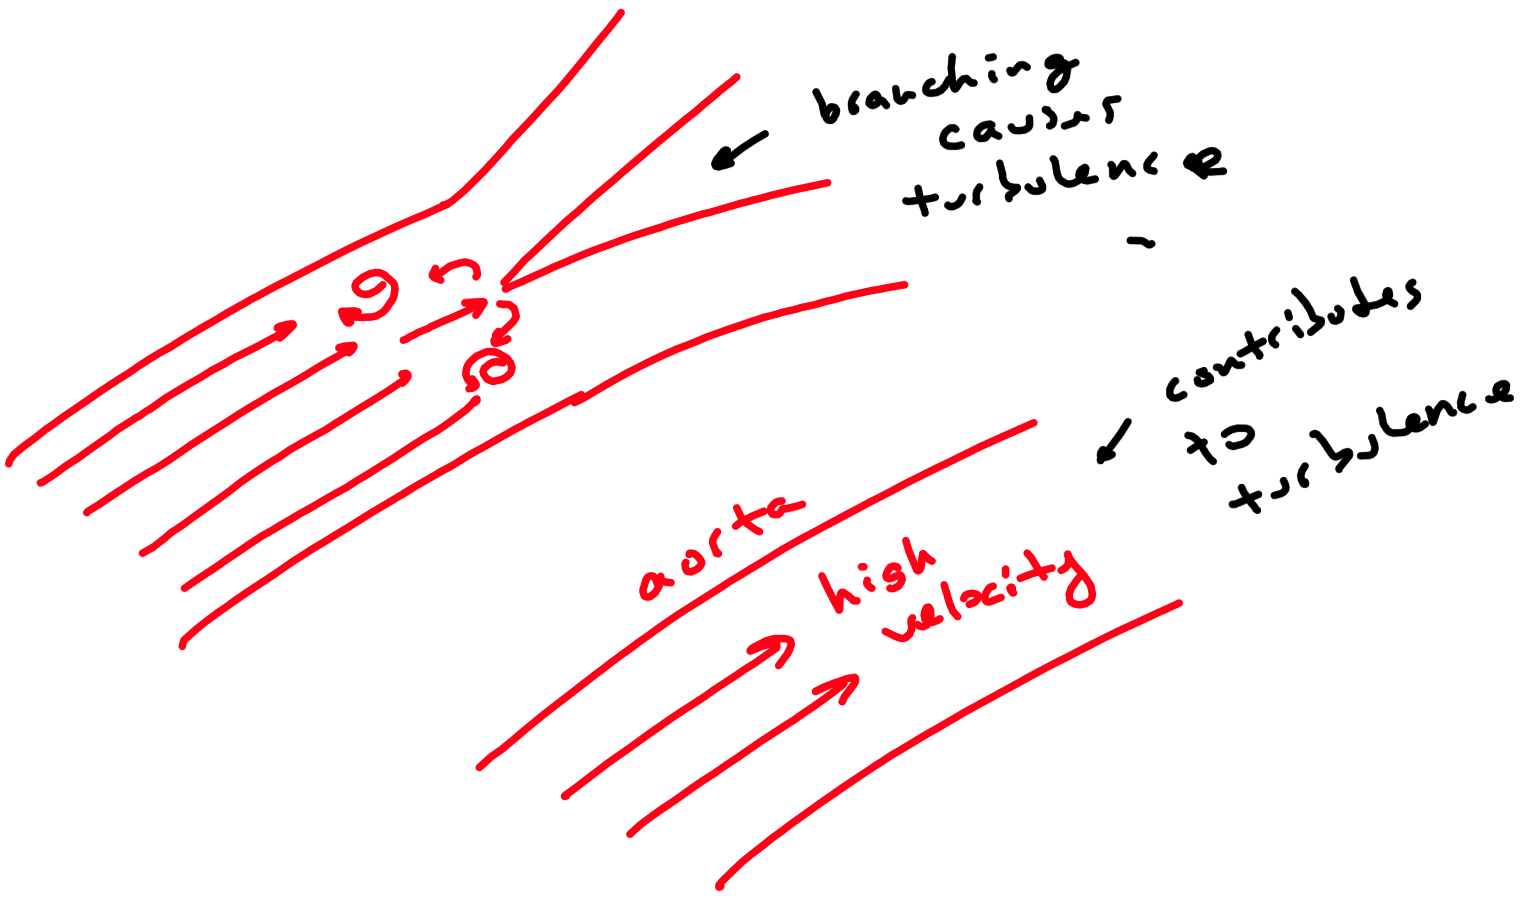 branching
causes
turbulence
contributes
to
turbulence
aorta
high
velocity